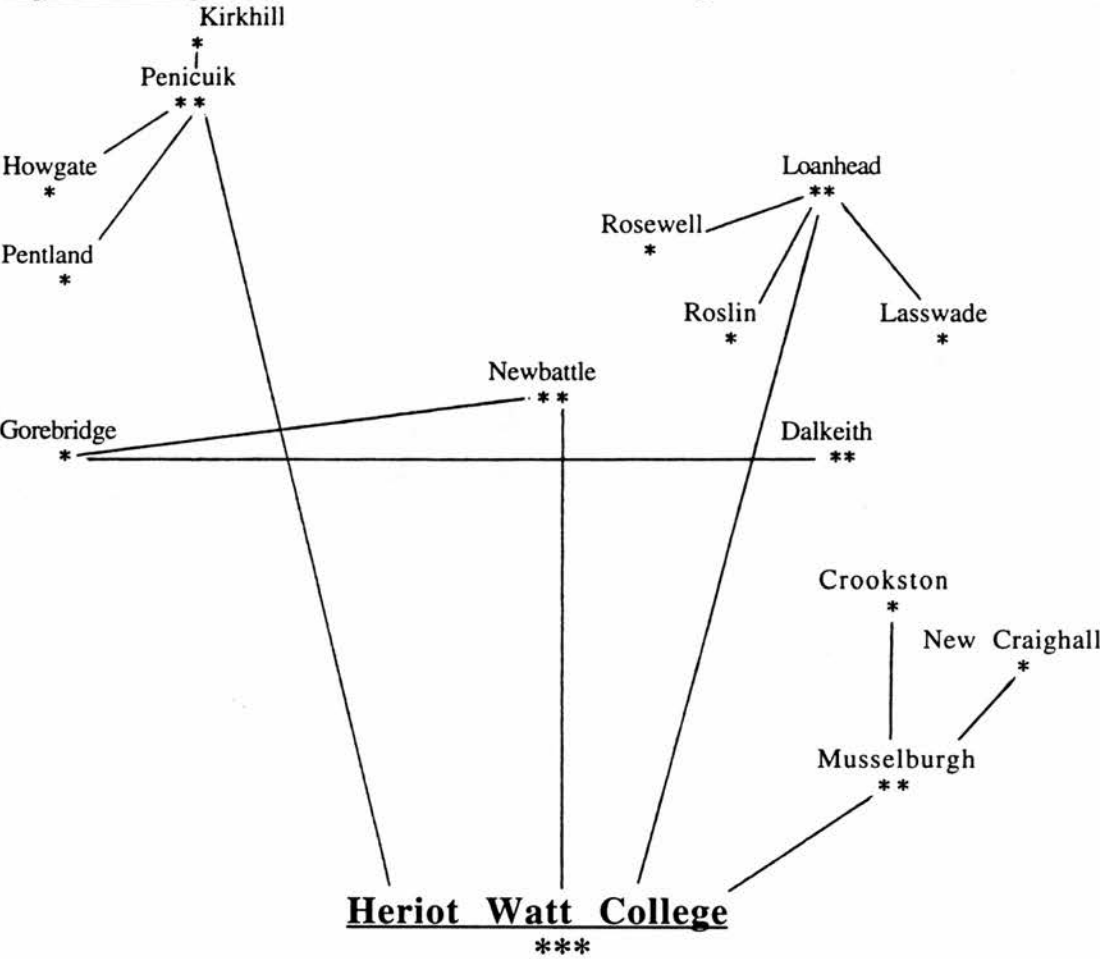 Kirkhill
*
Penicuik
**
Howgate
*
Loanhead
**
Rosewell
*
Pentland
*
Roslin
*
Lasswade
*
Newbattle
**
Gorebridge
*
Dalkeith
**
Crookston
*
New Craighall
*
Musselburgh
**
Heriot Watt College
***